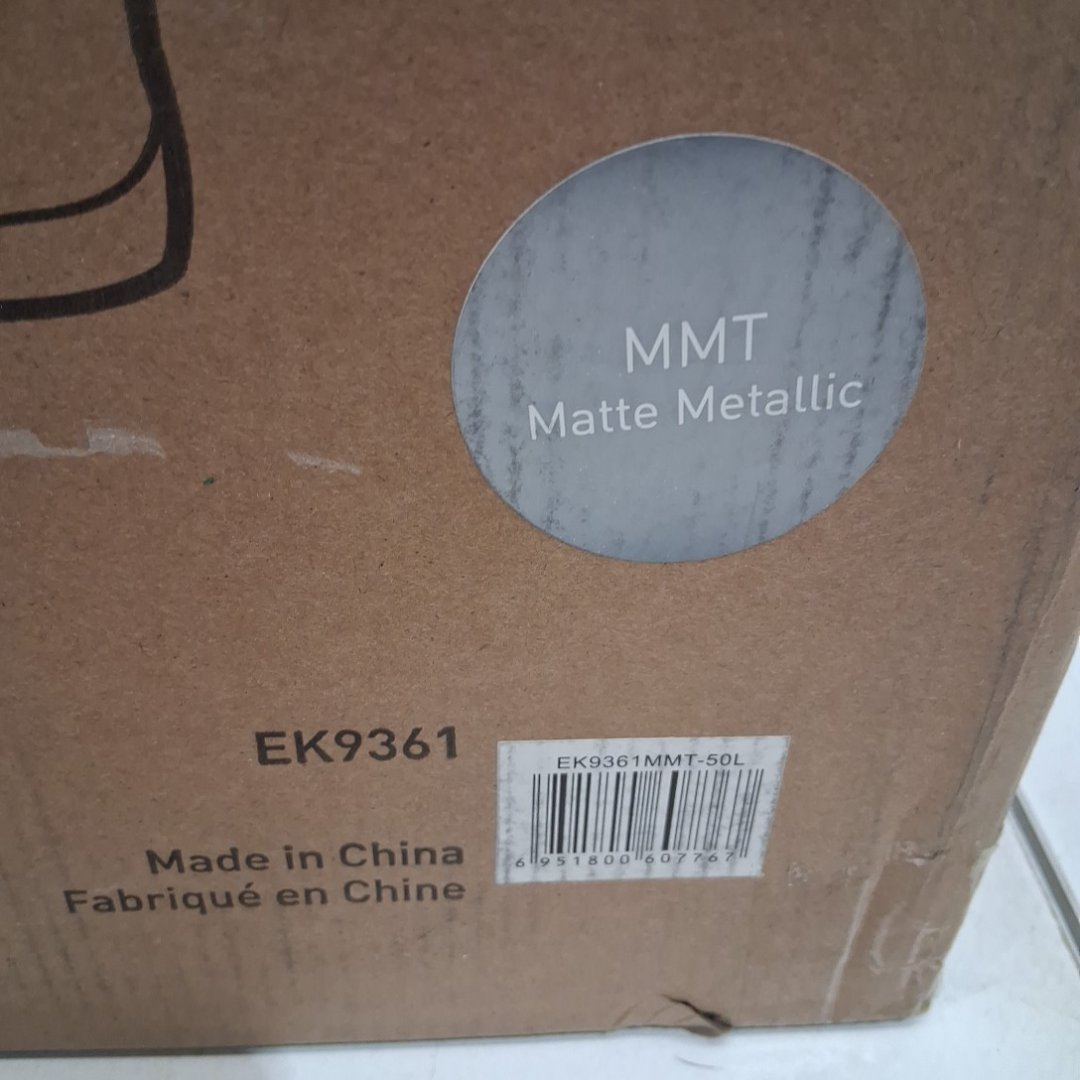 MMT
Matte Metallic
EK9361
EK9361MMT-50L
6 951800 607767
Made in China
Fabriqué en Chine